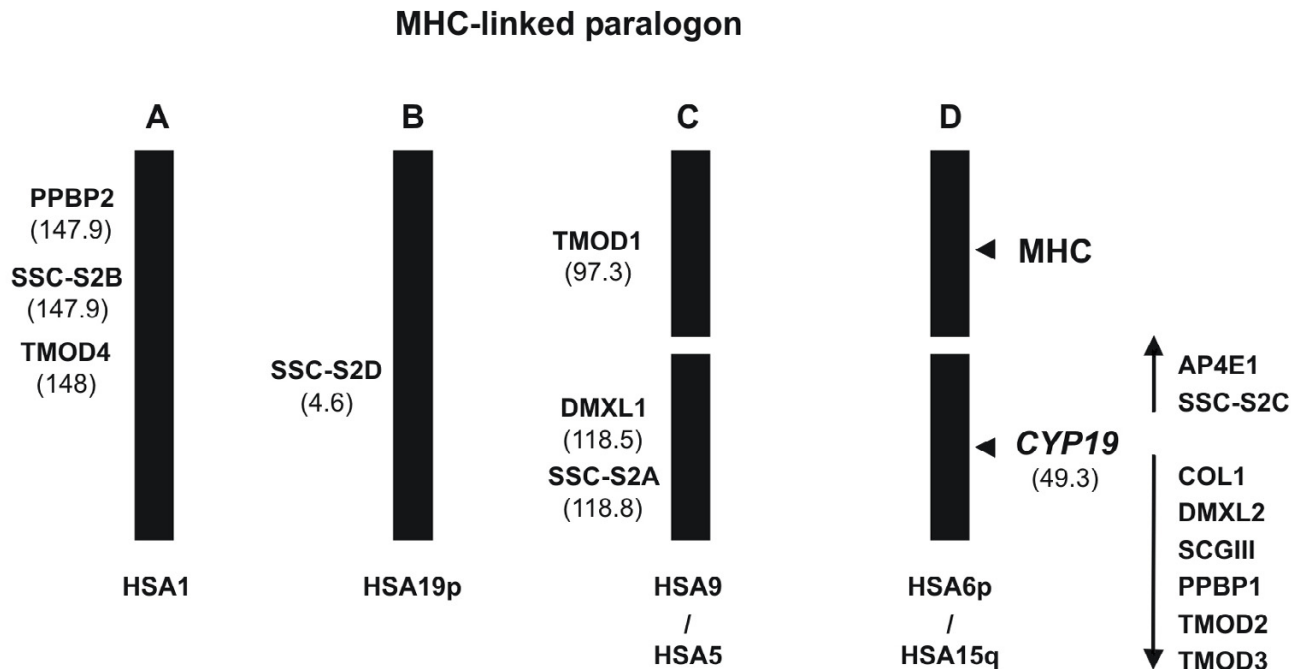 MHC-linked paralogon
A
B
C
D
PPBP2
(147.9)
SSC-S2B
(147.9)
TMOD4
(148)
HSA1
SSC-S2D
(4.6)
HSA19p
TMOD1
(97.3)
DMXL1
(118.5)
SSC-S2A
(118.8)
HSA9
/
HSA5
MHC
CYP19
(49.3)
HSA6p
/
HSA15q
AP4E1
SSC-S2C
COL1
DMXL2
SCGIII
PPBP1
TMOD2
TMOD3